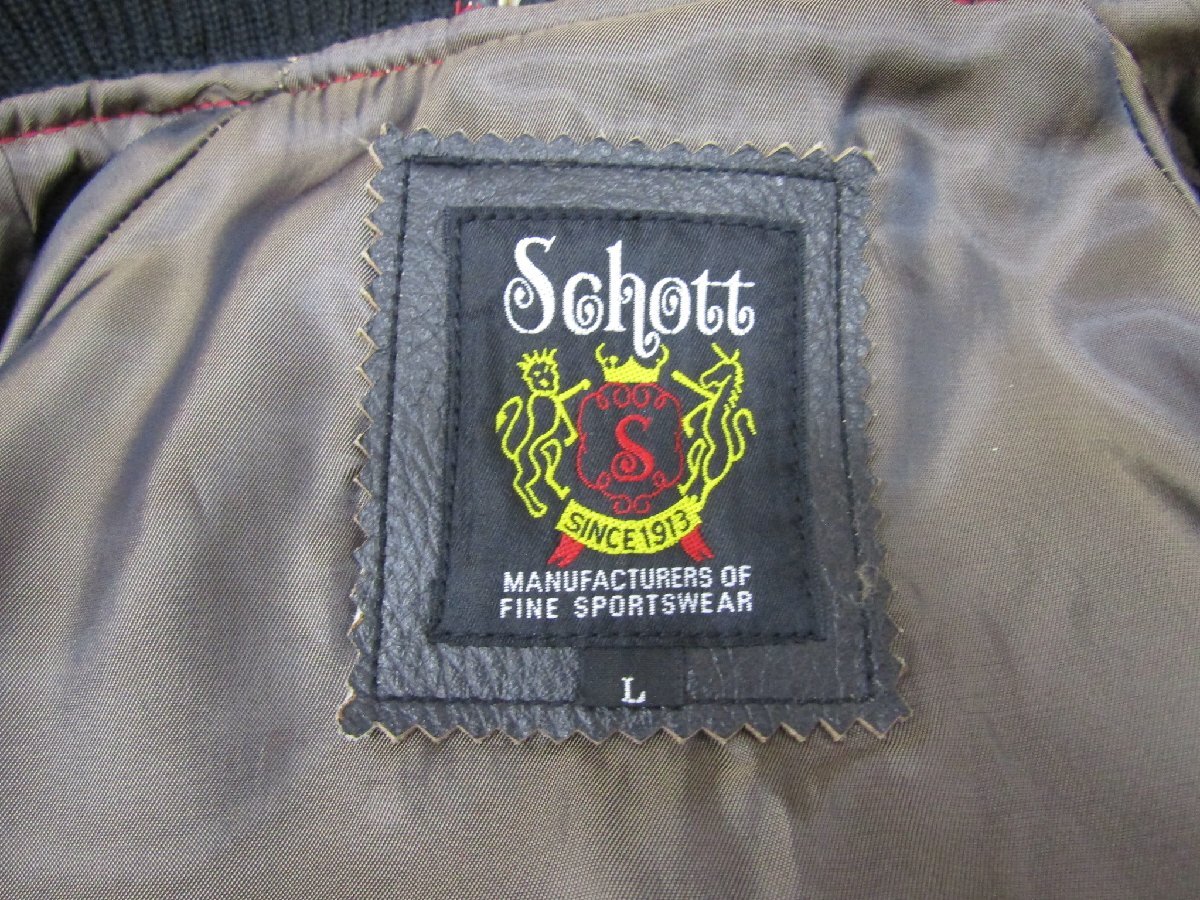 Schott
S
SINCE 1913
MANUFACTURERS OF
FINE SPORTSWEAR
L